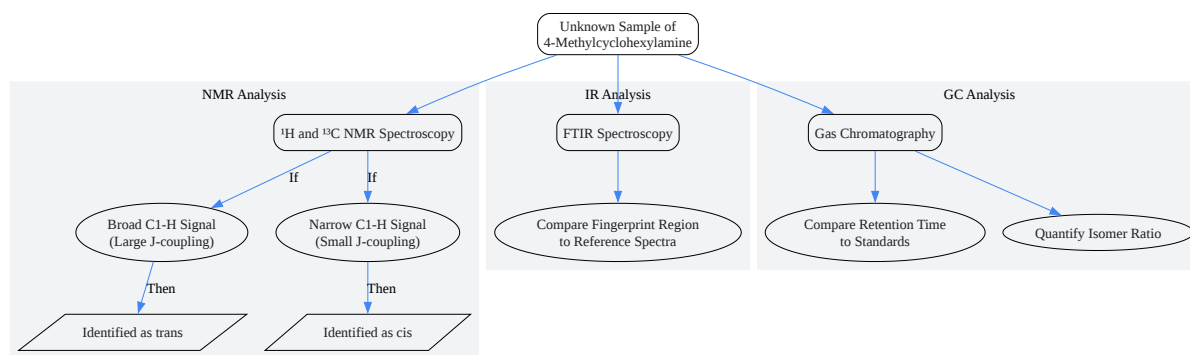 Unknown Sample of
4-Methylcyclohexylamine
NMR Analysis
IR Analysis
GC Analysis
¹H and ¹³C NMR Spectroscopy
FTIR Spectroscopy
Gas Chromatography
If
If
Broad C1-H Signal
(Large J-coupling)
Narrow C1-H Signal
(Small J-coupling)
Compare Fingerprint Region
to Reference Spectra
Compare Retention Time
to Standards
Quantify Isomer Ratio
Then
Then
Identified as trans
Identified as cis